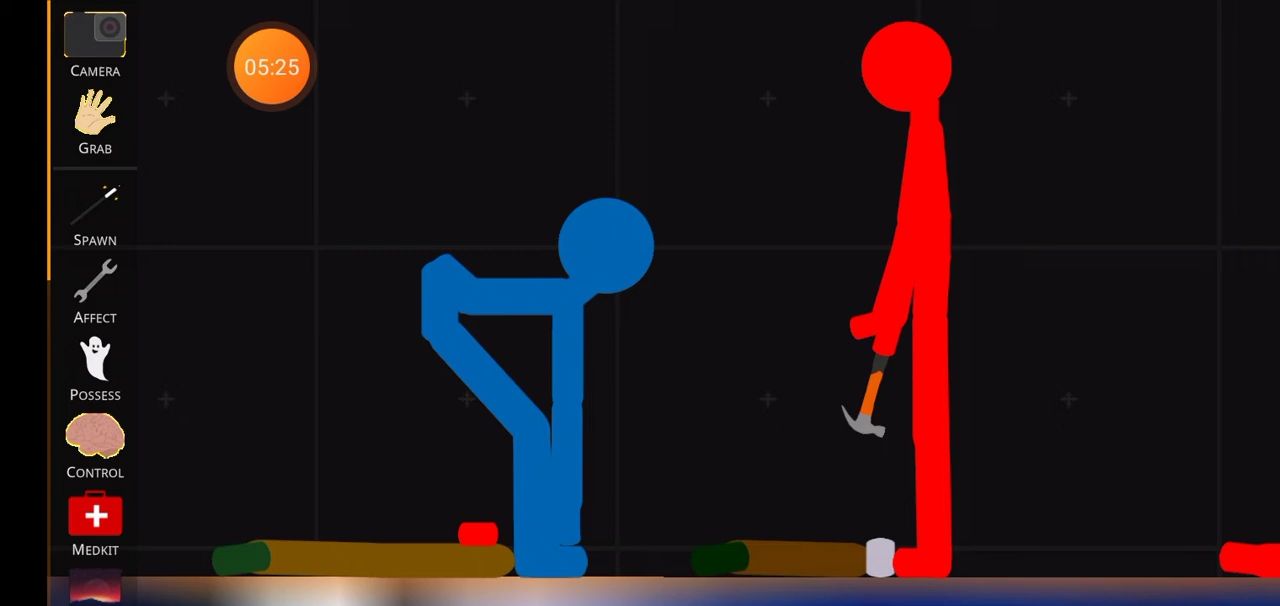 CAMERA
05:25
GRAB
SPAWN
AFFECT
POSSESS
CONTROL
MEDKIT